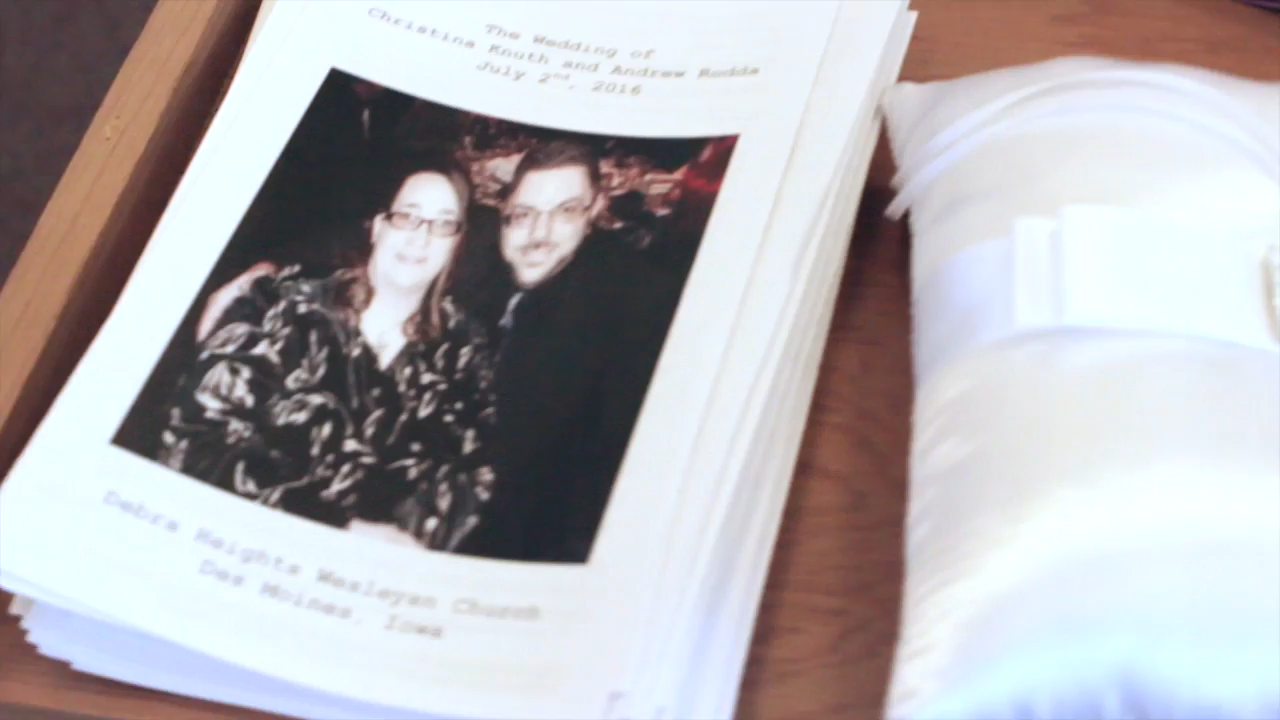 The Wedding of
Christina Knuth and Andrew Rodda
July 2nd, 2016
Debra Heights Wesleyan Church
Des Moines, Iowa